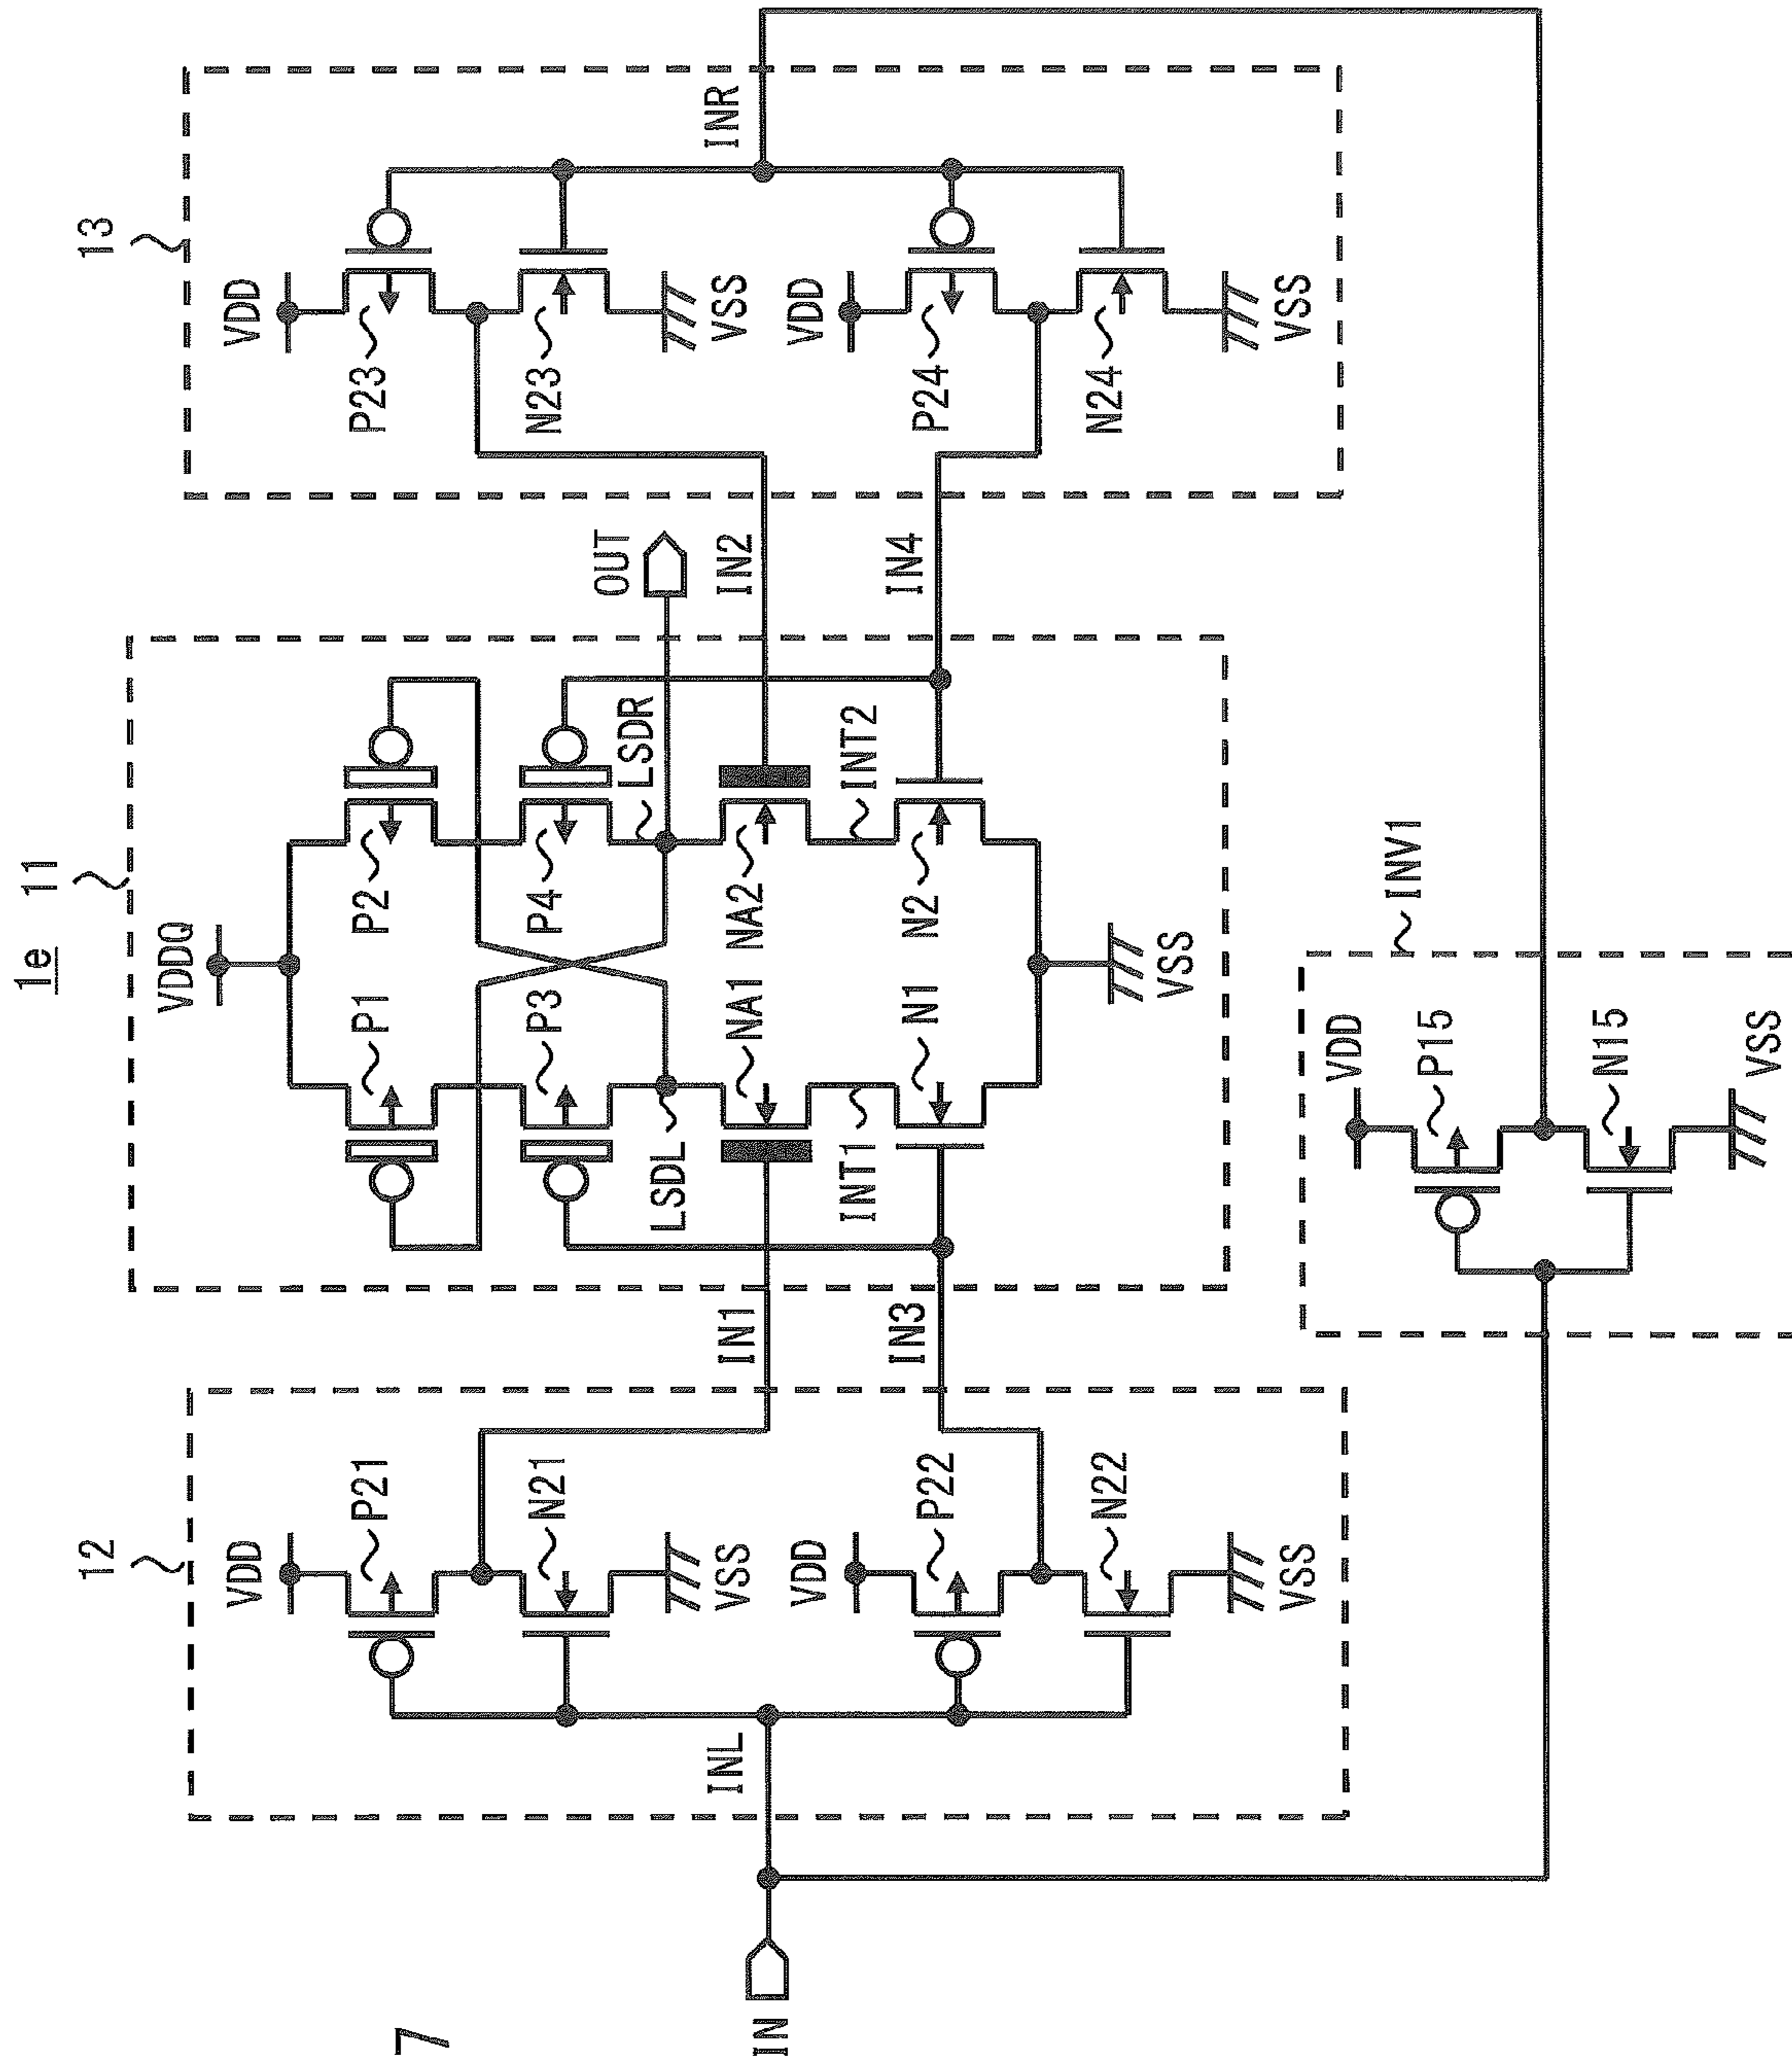 7
1e
11
12
13
VDDQ
P1
P2
P3
P4
LSDL
LSDR
OUT
NA1
NA2
INT1
INT2
N1
N2
VSS
IN1
IN2
IN3
IN4
VDD
P21
N21
VSS
VDD
P22
N22
VSS
INL
IN
VDD
P23
N23
VSS
VDD
P24
N24
VSS
INR
INV1
VDD
P15
N15
VSS